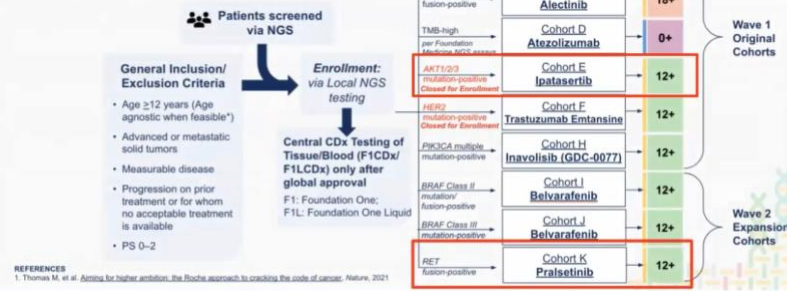 Patients screened
via NGS
General Inclusion/
Exclusion Criteria
• Age ≥12 years (Age
agnostic when feasible*)
• Advanced or metastatic
solid tumors
• Measurable disease
• Progression on prior
treatment or for whom
no acceptable treatment
is available
• PS 0–2
Enrollment:
via Local NGS
testing
Central CDx Testing of
Tissue/Blood (F1CDx/
F1LCDx) only after
global approval
F1: Foundation One;
F1L: Foundation One Liquid
fusion-positive
Alectinib
TMB-high
per Foundation
Medicine NGS assays
Cohort D
Atezolizumab
0+
AKT1/2/3
mutation-positive
Closed for Enrollment
Cohort E
Ipatasertib
12+
HER2
mutation-positive
Closed for Enrollment
Cohort F
Trastuzumab Emtansine
12+
PIK3CA multiple
mutation-positive
Cohort H
Inavolisib (GDC-0077)
12+
BRAF Class II
mutation/
fusion-positive
Cohort I
Belvarafenib
12+
BRAF Class III
mutation-positive
Cohort J
Belvarafenib
12+
RET
fusion-positive
Cohort K
Pralsetinib
12+
Wave 1
Original
Cohorts
Wave 2
Expansion
Cohorts
REFERENCES
1. Thomas M, et al. Aiming for higher ambition: the Roche approach to cracking the code of cancer. Nature, 2021